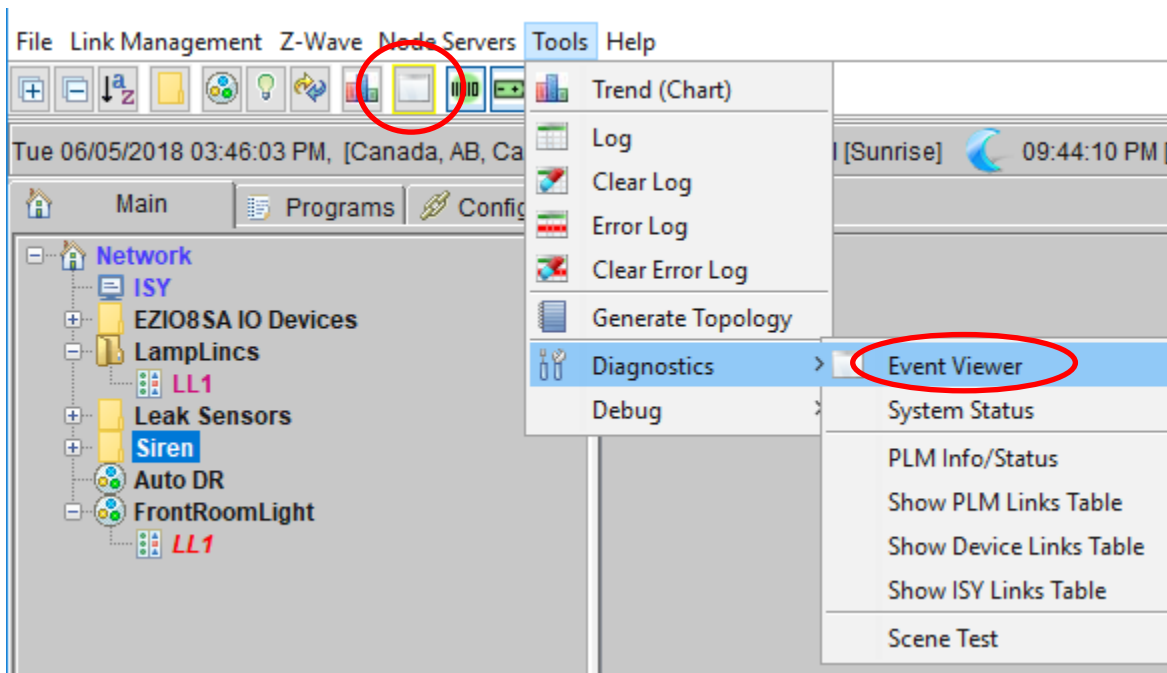 File Link Management Z-Wave Node Servers Tools Help
Tue 06/05/2018 03:46:03 PM, [Canada, AB, Ca
[Sunrise] 09:44:10 PM [
Main Programs Config
Network
ISY
EZIO8SA IO Devices
LampLincs
LL1
Leak Sensors
Siren
Auto DR
FrontRoomLight
LL1
Trend (Chart)
Log
Clear Log
Error Log
Clear Error Log
Generate Topology
Diagnostics
Debug
Event Viewer
System Status
PLM Info/Status
Show PLM Links Table
Show Device Links Table
Show ISY Links Table
Scene Test